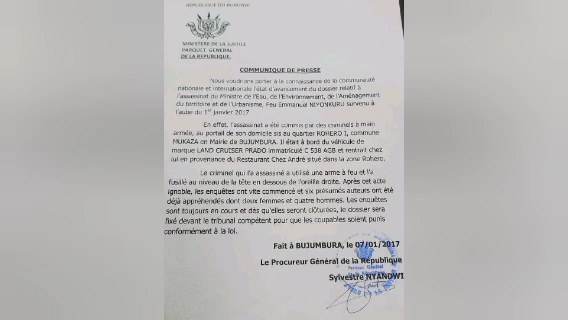 REPUBLIQUE DU BURUNDI
MINISTERE DE LA JUSTICE
PARQUET GENERAL
DE LA REPUBLIQUE.
COMMUNIQUE DE PRESSE
Nous voudrions porter à la connaissance de la communauté
nationale et internationale l'état d'avancement du dossier relatif à
l'assassinat du Ministre de l'Eau, de l'Environnement, de l'Aménagement
du territoire et de l'Urbanisme, Feu Emmanuel NIYONKURU survenu à
l'aube du 1er janvier 2017
En effet, l'assassinat a été commis par des criminels à main
armée, au portail de son domicile sis au quartier ROHERO I, commune
MUKAZA en Mairie de BUJUMBURA. Il était à bord du véhicule de
marque LAND CRUISER PRADO immatriculé C 538 AGB et rentrait chez
lui en provenance du Restaurant Chez André situé dans la zone Rohero.
Le criminel qui l'a assassiné a utilisé une arme à feu et l'a
fusillé au niveau de la tête en dessous de l'oreille droite. Après cet acte
ignoble, les enquêtes ont vite commencé et six présumés auteurs ont été
déjà appréhendés dont deux femmes et quatre hommes. Les enquêtes
sont toujours en cours et dès qu'elles seront clôturées, le dossier sera
fixé devant le tribunal compétent pour que les coupables soient punis
conformément à la loi.
Fait à BUJUMBURA, le 07/01/2017
Le Procureur Général de la République
Parquet Général
Sylvestre NYANDWI